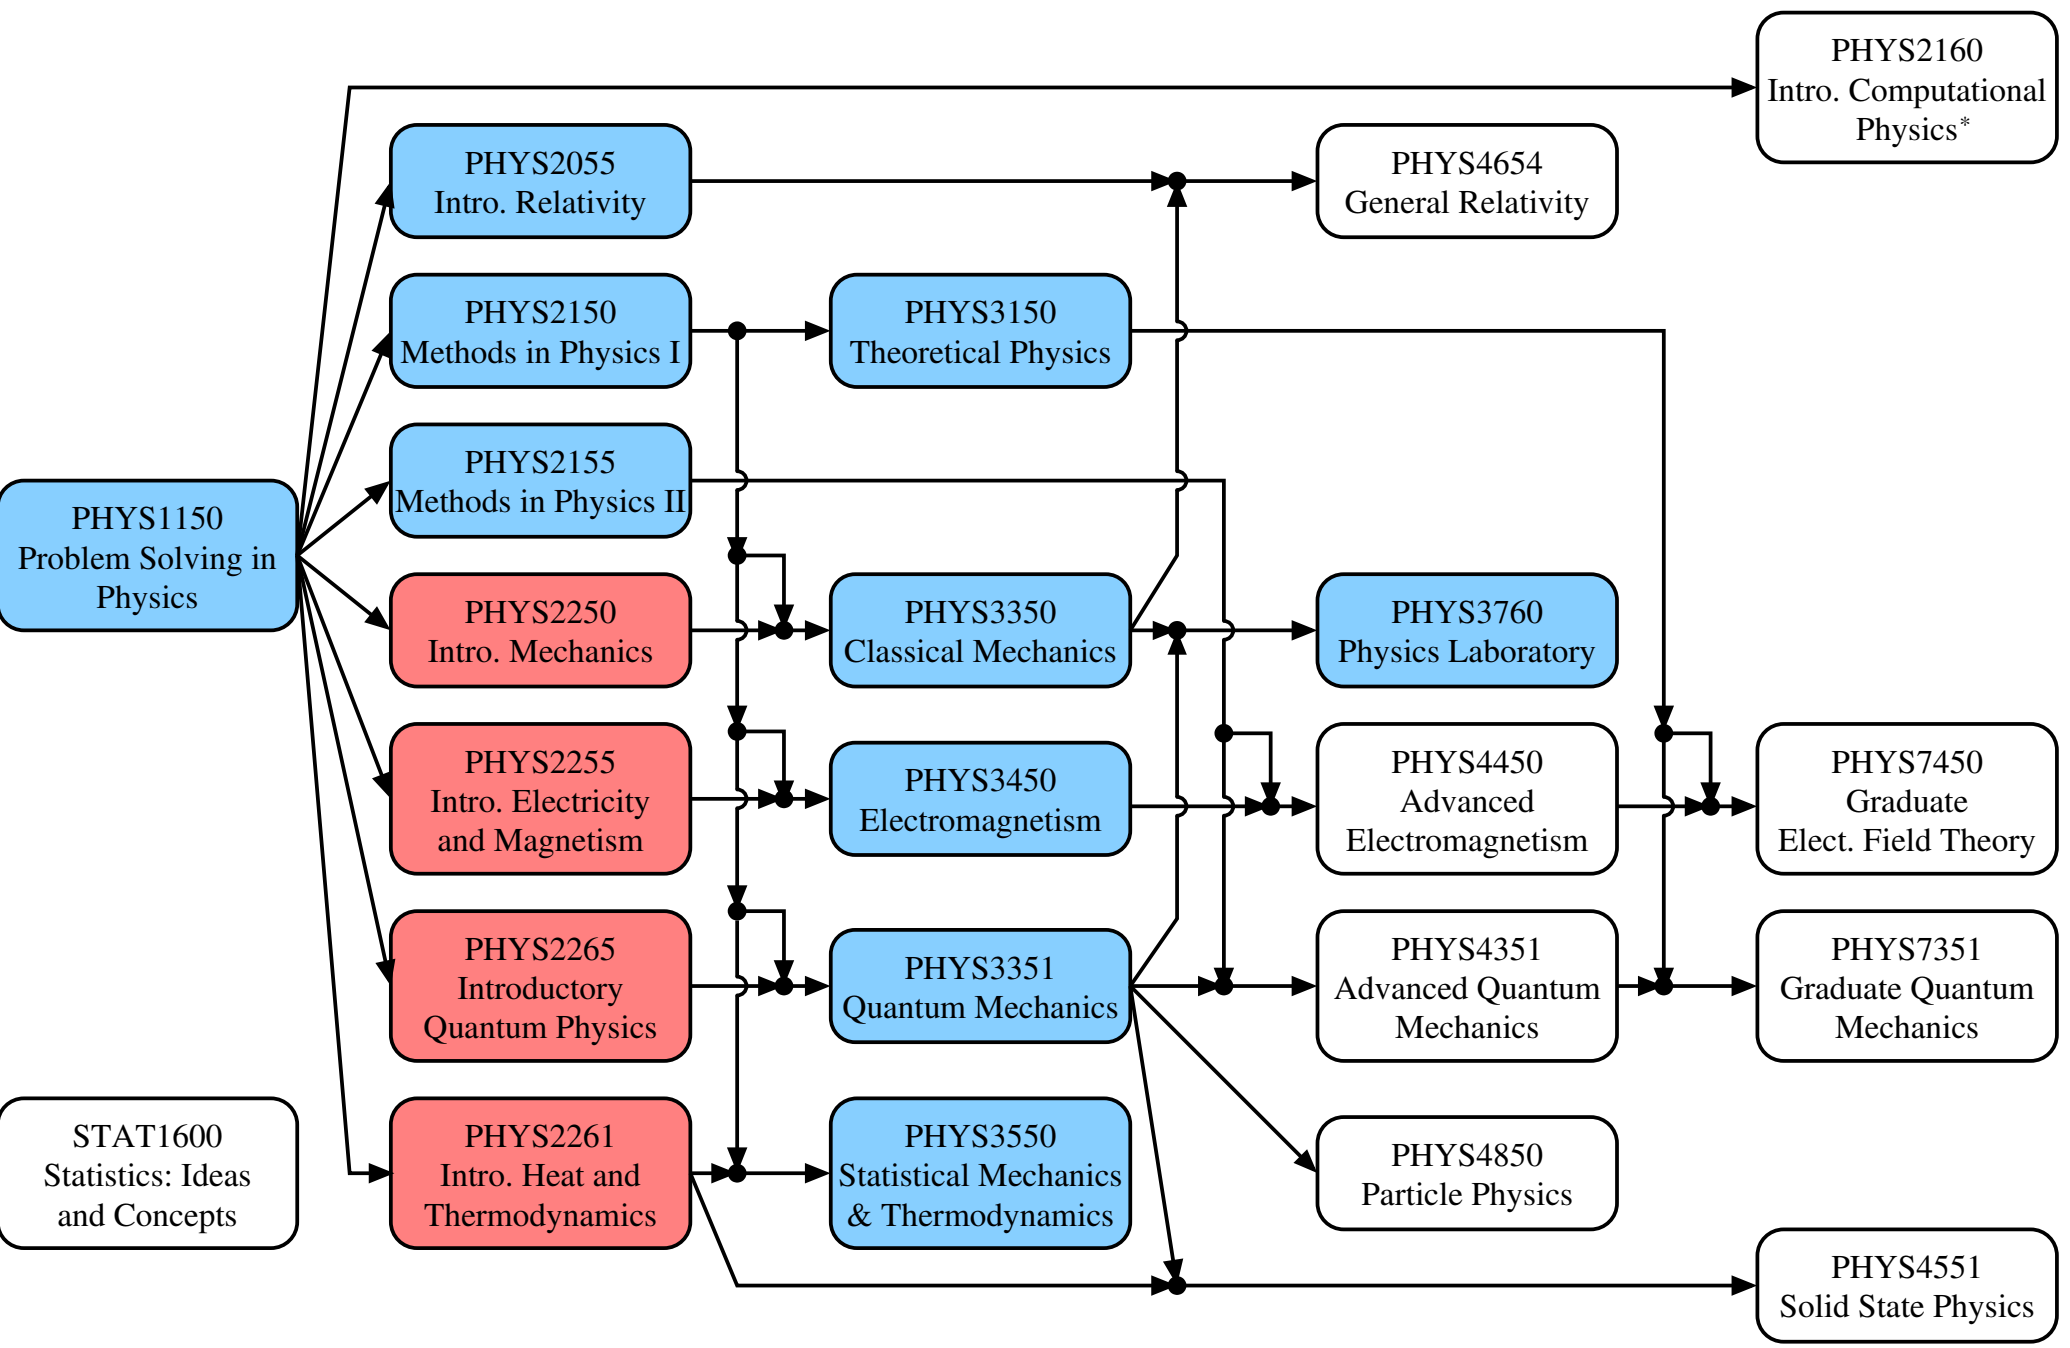 PHYS2160
Intro. Computational
Physics*
PHYS2055
Intro. Relativity
PHYS4654
General Relativity
PHYS2150
Methods in Physics I
PHYS3150
Theoretical Physics
PHYS2155
Methods in Physics II
PHYS1150
Problem Solving in
Physics
PHYS2250
Intro. Mechanics
PHYS3350
Classical Mechanics
PHYS3760
Physics Laboratory
PHYS2255
Intro. Electricity
and Magnetism
PHYS3450
Electromagnetism
PHYS4450
Advanced
Electromagnetism
PHYS7450
Graduate
Elect. Field Theory
PHYS2265
Introductory
Quantum Physics
PHYS3351
Quantum Mechanics
PHYS4351
Advanced Quantum
Mechanics
PHYS7351
Graduate Quantum
Mechanics
STAT1600
Statistics: Ideas
and Concepts
PHYS2261
Intro. Heat and
Thermodynamics
PHYS3550
Statistical Mechanics
& Thermodynamics
PHYS4850
Particle Physics
PHYS4551
Solid State Physics